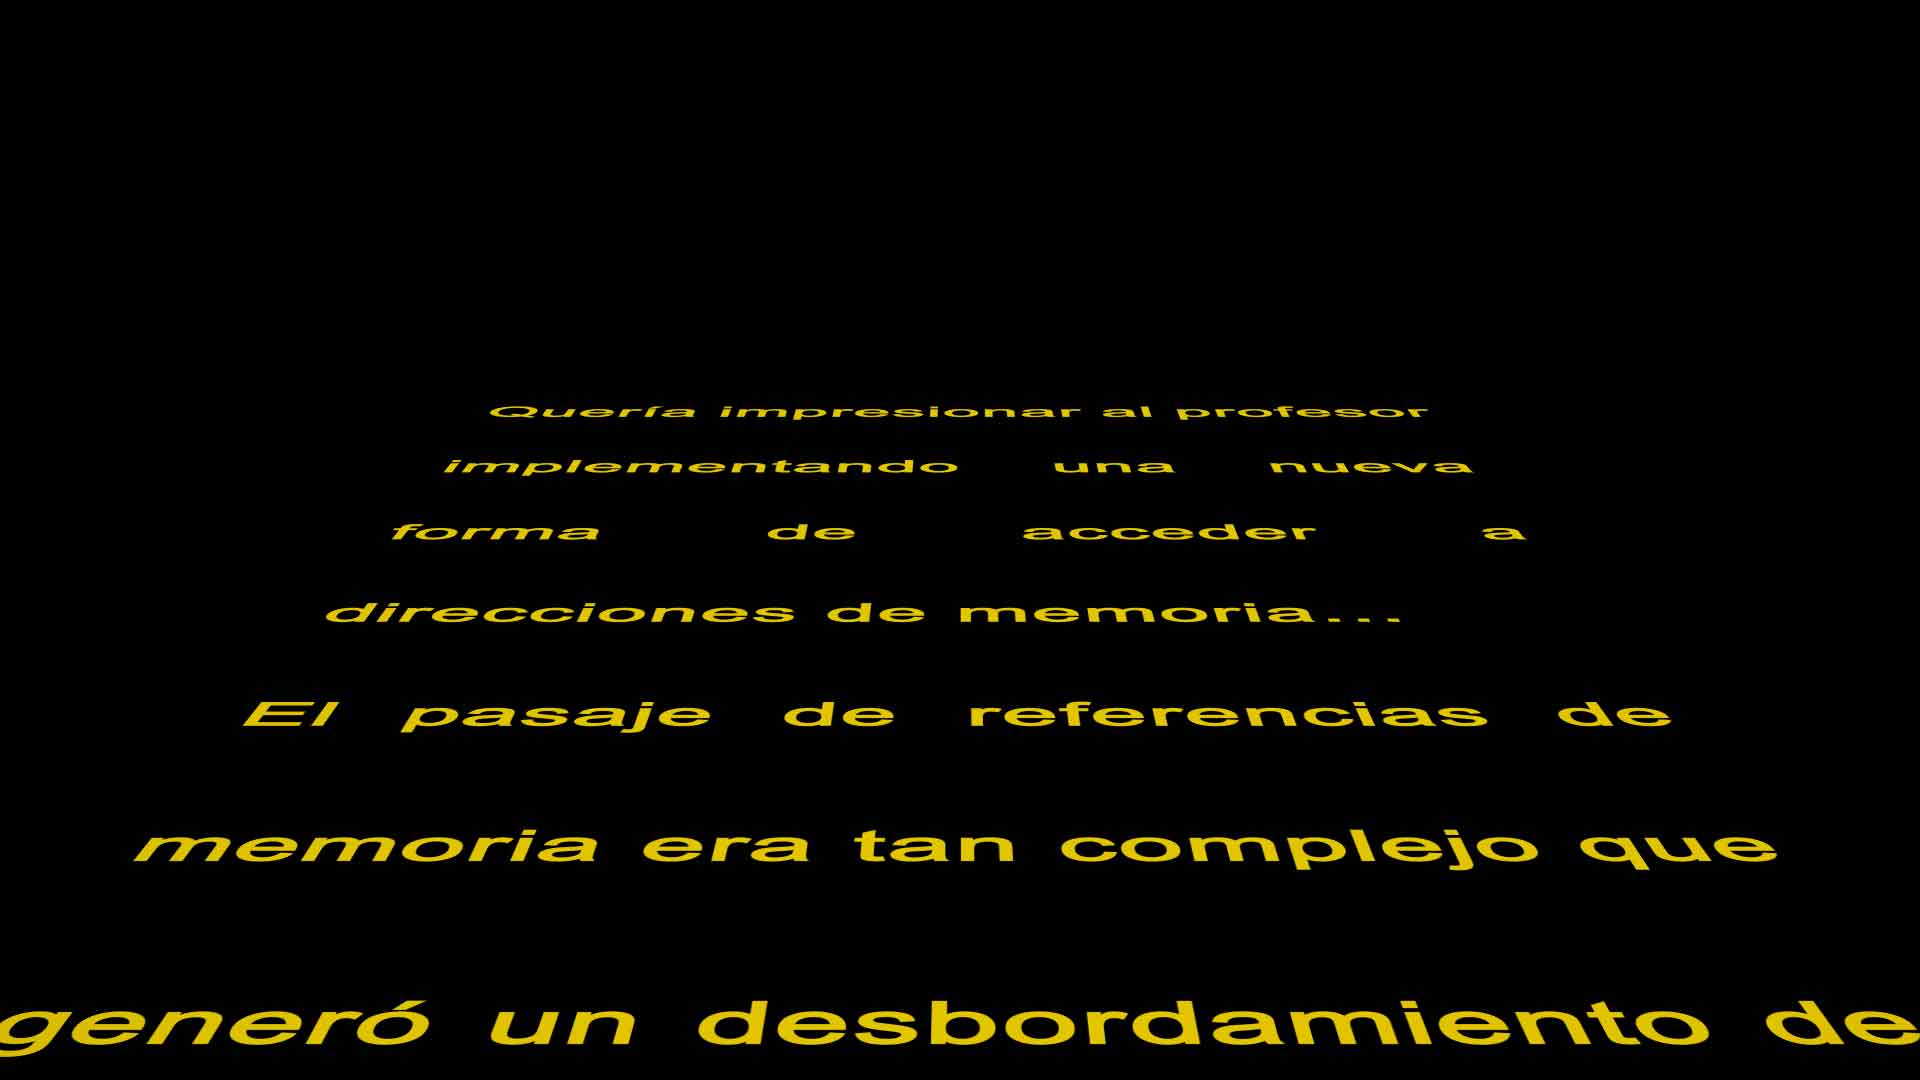 Quería impresionar al profesor
implementando una nueva
forma de acceder a
direcciones de memoria...
El pasaje de referencias de
memoria era tan complejo que
generó un desbordamiento de